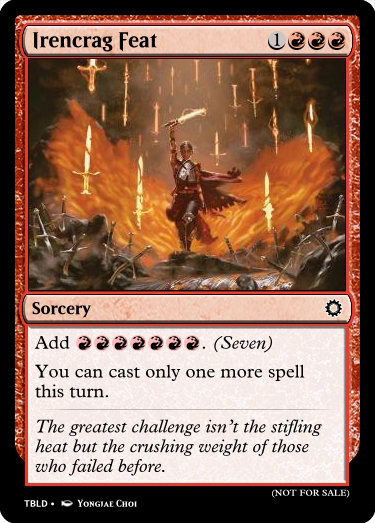 Irencrag Feat 1
Sorcery
Add . (Seven)
You can cast only one more spell
this turn.
The greatest challenge isn't the stifling
heat but the crushing weight of those
who failed before.
(NOT FOR SALE)
TBLD • Yongjae Choi